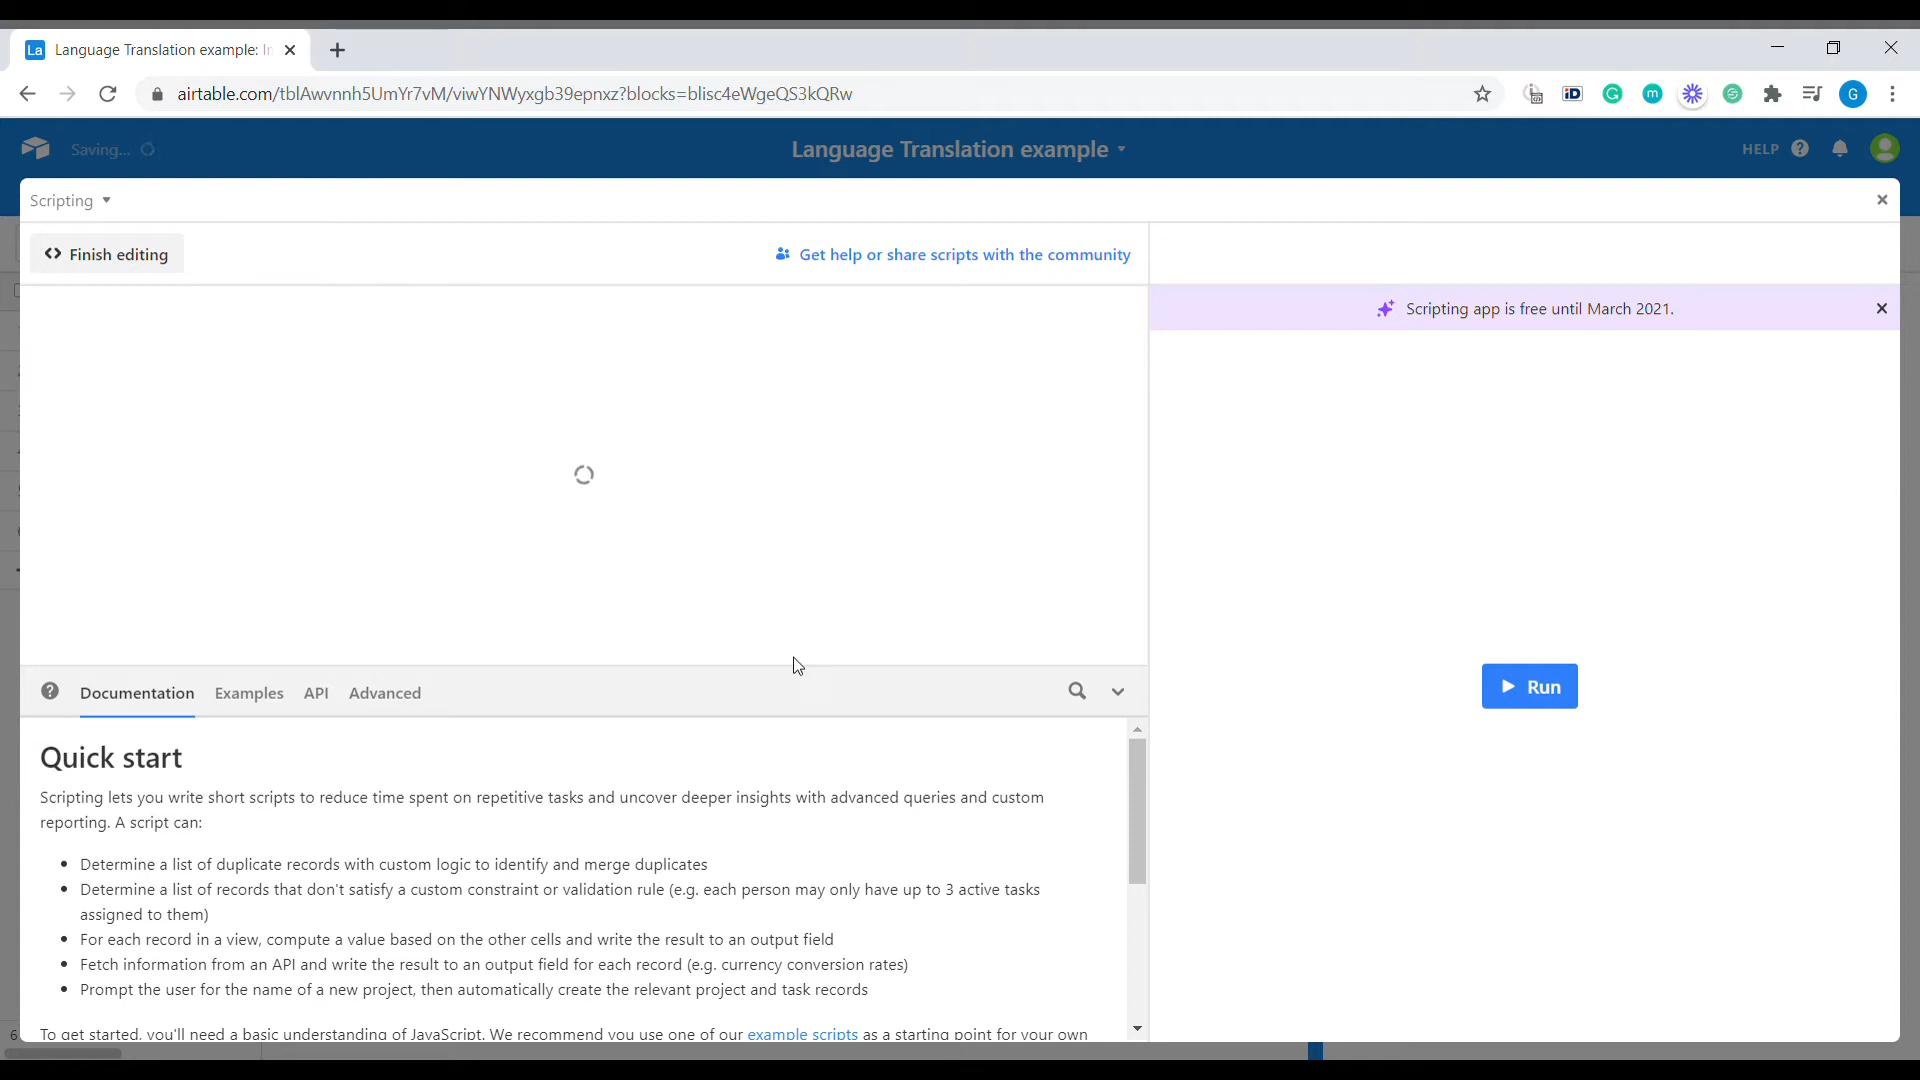 La Language Translation example: In
airtable.com/tblAwvnnh5UmYr7vM/viwYNWyxgb39epnxz?blocks=blisc4eWgeQS3kQRw
iD
G
m
G
Saving...
Language Translation example
HELP
Scripting
Finish editing
Get help or share scripts with the community
Scripting app is free until March 2021.
Run
Documentation Examples API Advanced
Quick start
Scripting lets you write short scripts to reduce time spent on repetitive tasks and uncover deeper insights with advanced queries and custom
reporting. A script can:
• Determine a list of duplicate records with custom logic to identify and merge duplicates
• Determine a list of records that don't satisfy a custom constraint or validation rule (e.g. each person may only have up to 3 active tasks
assigned to them)
• For each record in a view, compute a value based on the other cells and write the result to an output field
• Fetch information from an API and write the result to an output field for each record (e.g. currency conversion rates)
• Prompt the user for the name of a new project, then automatically create the relevant project and task records
To get started, you'll need a basic understanding of JavaScript. We recommend you use one of our example scripts as a starting point for your own